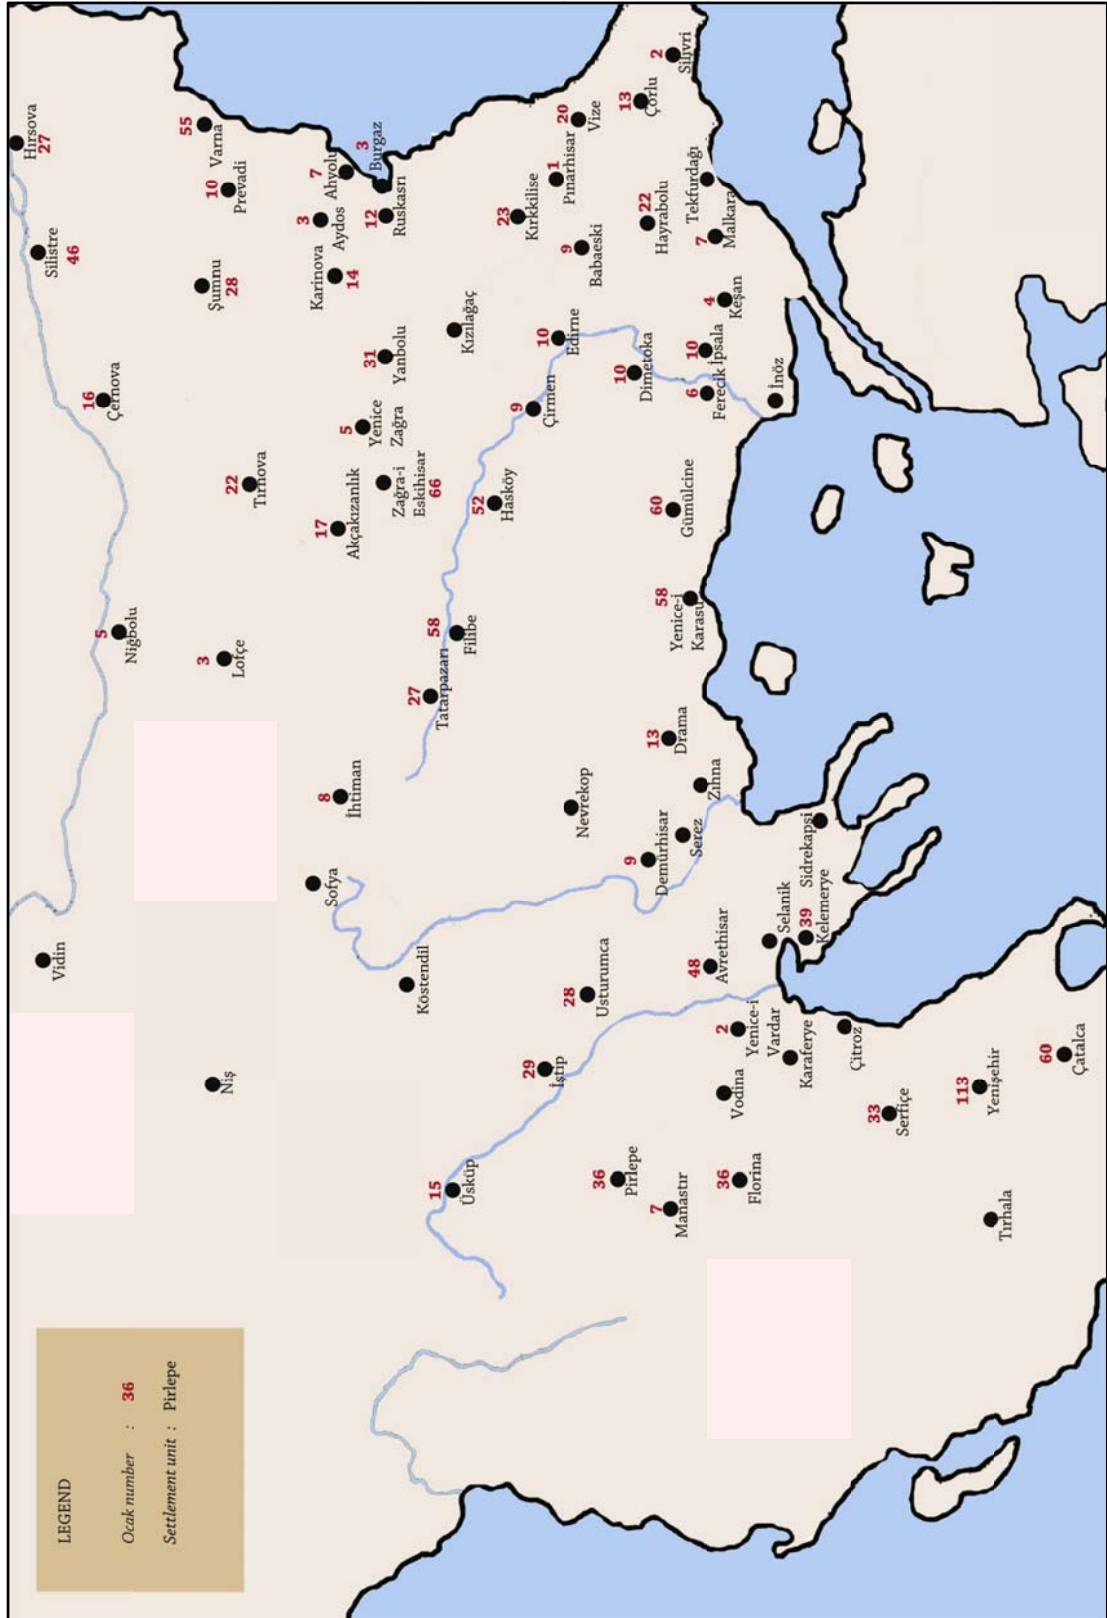 LEGEND
Ocak number : 36
Settlement unit : Pirlepe
Vidin
Niğbolu
5
Çernova
16
Silistre
46
Hırsova
27
Niş
Lofçe
3
Tırnova
22
Şumnu
28
Prevadi
10
Varna
55
Sofya
İhtiman
8
Akçakızanlık
17
Zağra-i
Eskihisar
66
Yenice
Zağra
5
Yanbolu
31
Karinova
14
Aydos
3
Ahyolu
7
Burgaz
3
Ruskasrı
12
Köstendil
Tatarpazarı
27
Filibe
58
Hasköy
52
Kızılağaç
Üsküp
15
İştip
29
Usturumca
28
Nevrekop
Çirmen
9
Edirne
10
Kırkkilise
23
Pınarhisar
1
Babaeski
9
Vize
20
Pirlepe
36
Manastır
7
Demürhisar
9
Serez
Zıhna
Drama
13
Yenice-i
Karasu
58
Gümülcine
60
Dimetoka
10
Ferecik
6
İpsala
10
İnöz
Keşan
4
Malkara
7
Hayrabolu
22
Tekfurdağı
Çorlu
13
Silivri
2
Florina
36
Vodina
Yenice-i
Vardar
2
Avrethisar
48
Selanik
Kelemerye
39
Sidrekapsi
Karaferye
Çitroz
Serfiçe
33
Tırhala
Yenişehir
113
Çatalca
60